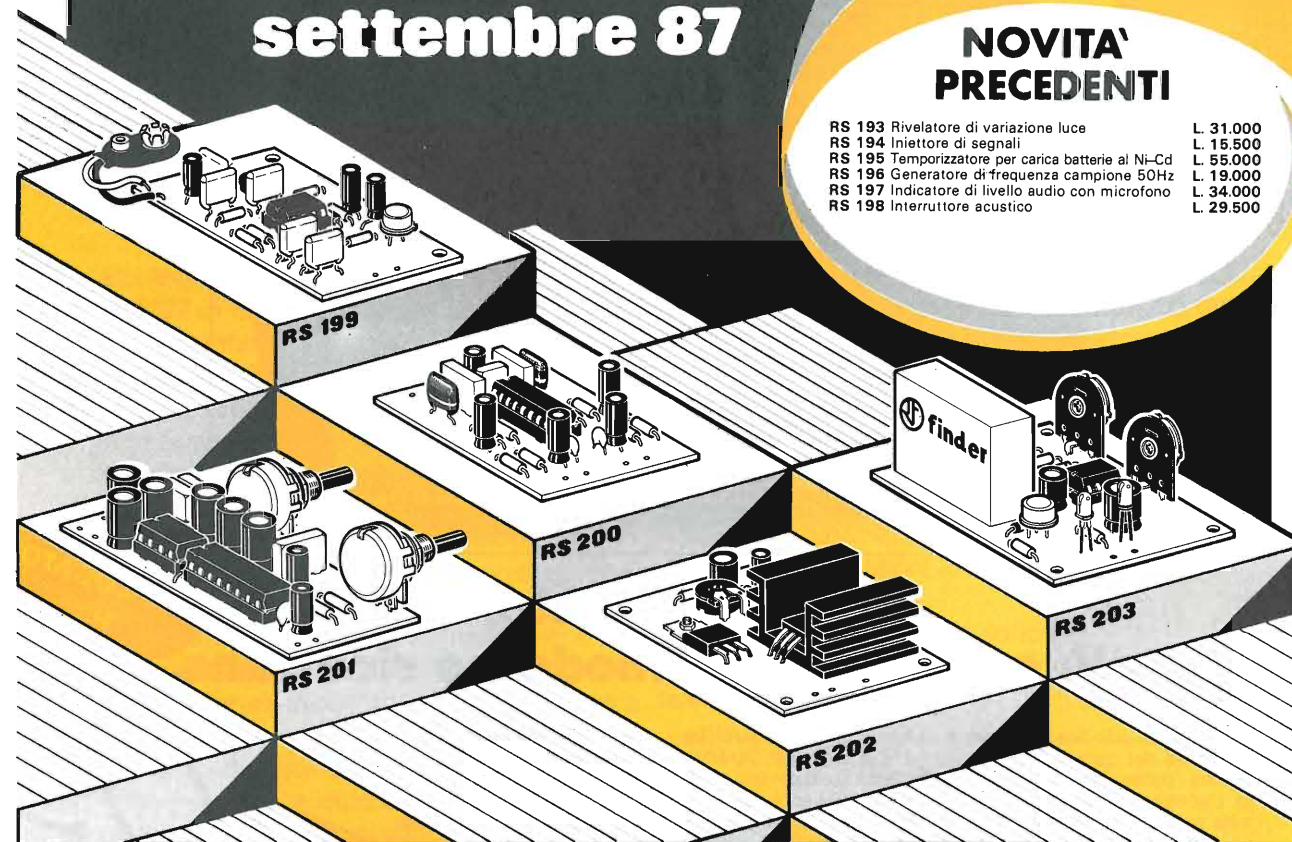 settembre 87
NOVITA'
PRECEDENTI
RS 193 Rivelatore di variazione luce L. 31.000
RS 194 Iniettore di segnali L. 15.500
RS 195 Temporizzatore per carica batterie al Ni-Cd L. 55.000
RS 196 Generatore di frequenza campione 50Hz L. 19.000
RS 197 Indicatore di livello audio con microfono L. 34.000
RS 198 Interruttore acustico L. 29.500
RS 199
RS 200
finder
RS 203
RS 201
RS 202